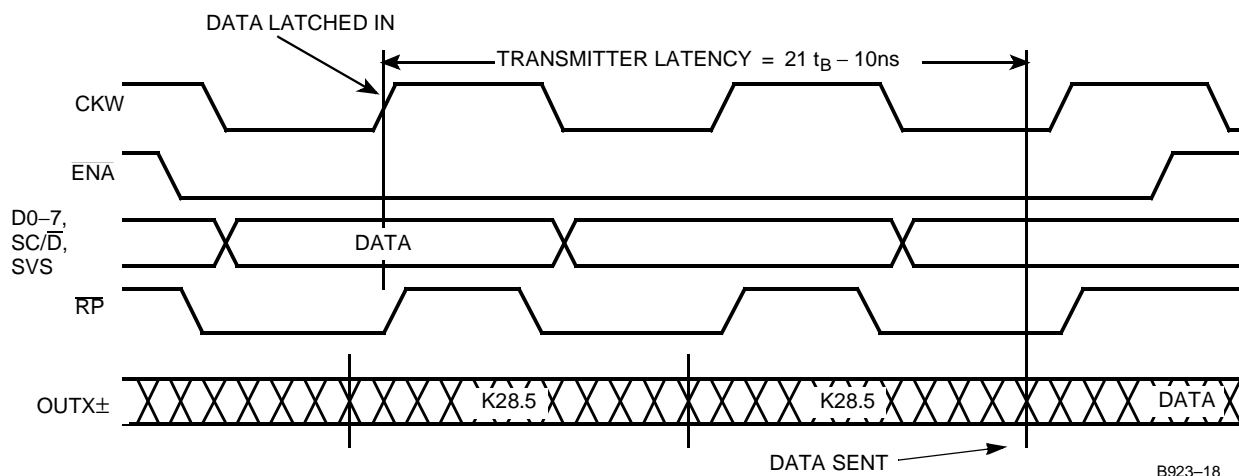 DATA LATCHED IN
TRANSMITTER LATENCY = 21 tB – 10ns
CKW
ENA
D0–7,
SC/D,
SVS
DATA
RP
OUTX±
K28.5
K28.5
DATA
DATA SENT
B923–18